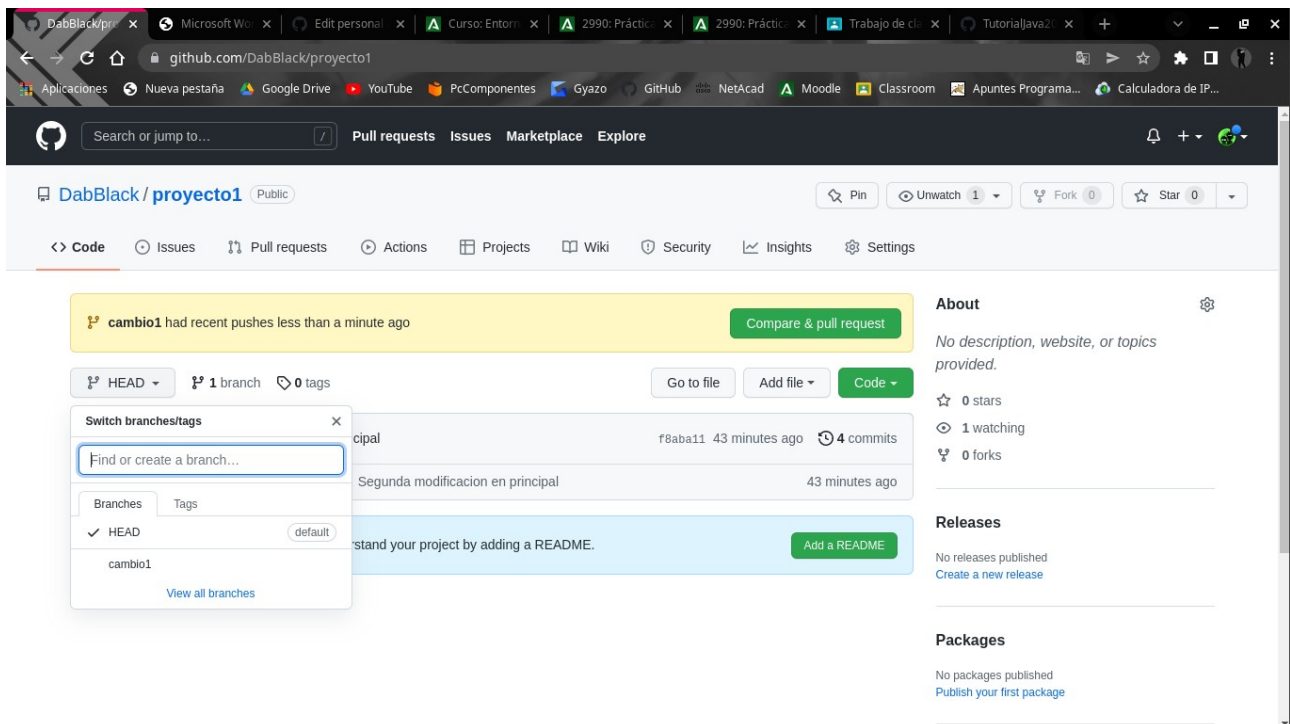 DabBlack/pro
Microsoft Wor
Edit personal
Curso: Entorn
2990: Práctica
2990: Práctica
Trabajo de cla
TutorialJava20
github.com/DabBlack/proyecto1
Aplicaciones Nueva pestaña Google Drive YouTube PcComponentes Gyazo GitHub NetAcad Moodle Classroom Apuntes Programa... Calculadora de IP...
Search or jump to... / Pull requests Issues Marketplace Explore
DabBlack / proyecto1 Public Pin Unwatch 1 Fork 0 Star 0
Code Issues Pull requests Actions Projects Wiki Security Insights Settings
cambio1 had recent pushes less than a minute ago Compare & pull request
HEAD 1 branch 0 tags Go to file Add file Code
Switch branches/tags
Find or create a branch...
Branches Tags
HEAD default
cambio1
View all branches
cipal f8aba11 43 minutes ago 4 commits
Segunda modificacion en principal 43 minutes ago
rstand your project by adding a README. Add a README
About
No description, website, or topics
provided.
0 stars
1 watching
0 forks
Releases
No releases published
Create a new release
Packages
No packages published
Publish your first package